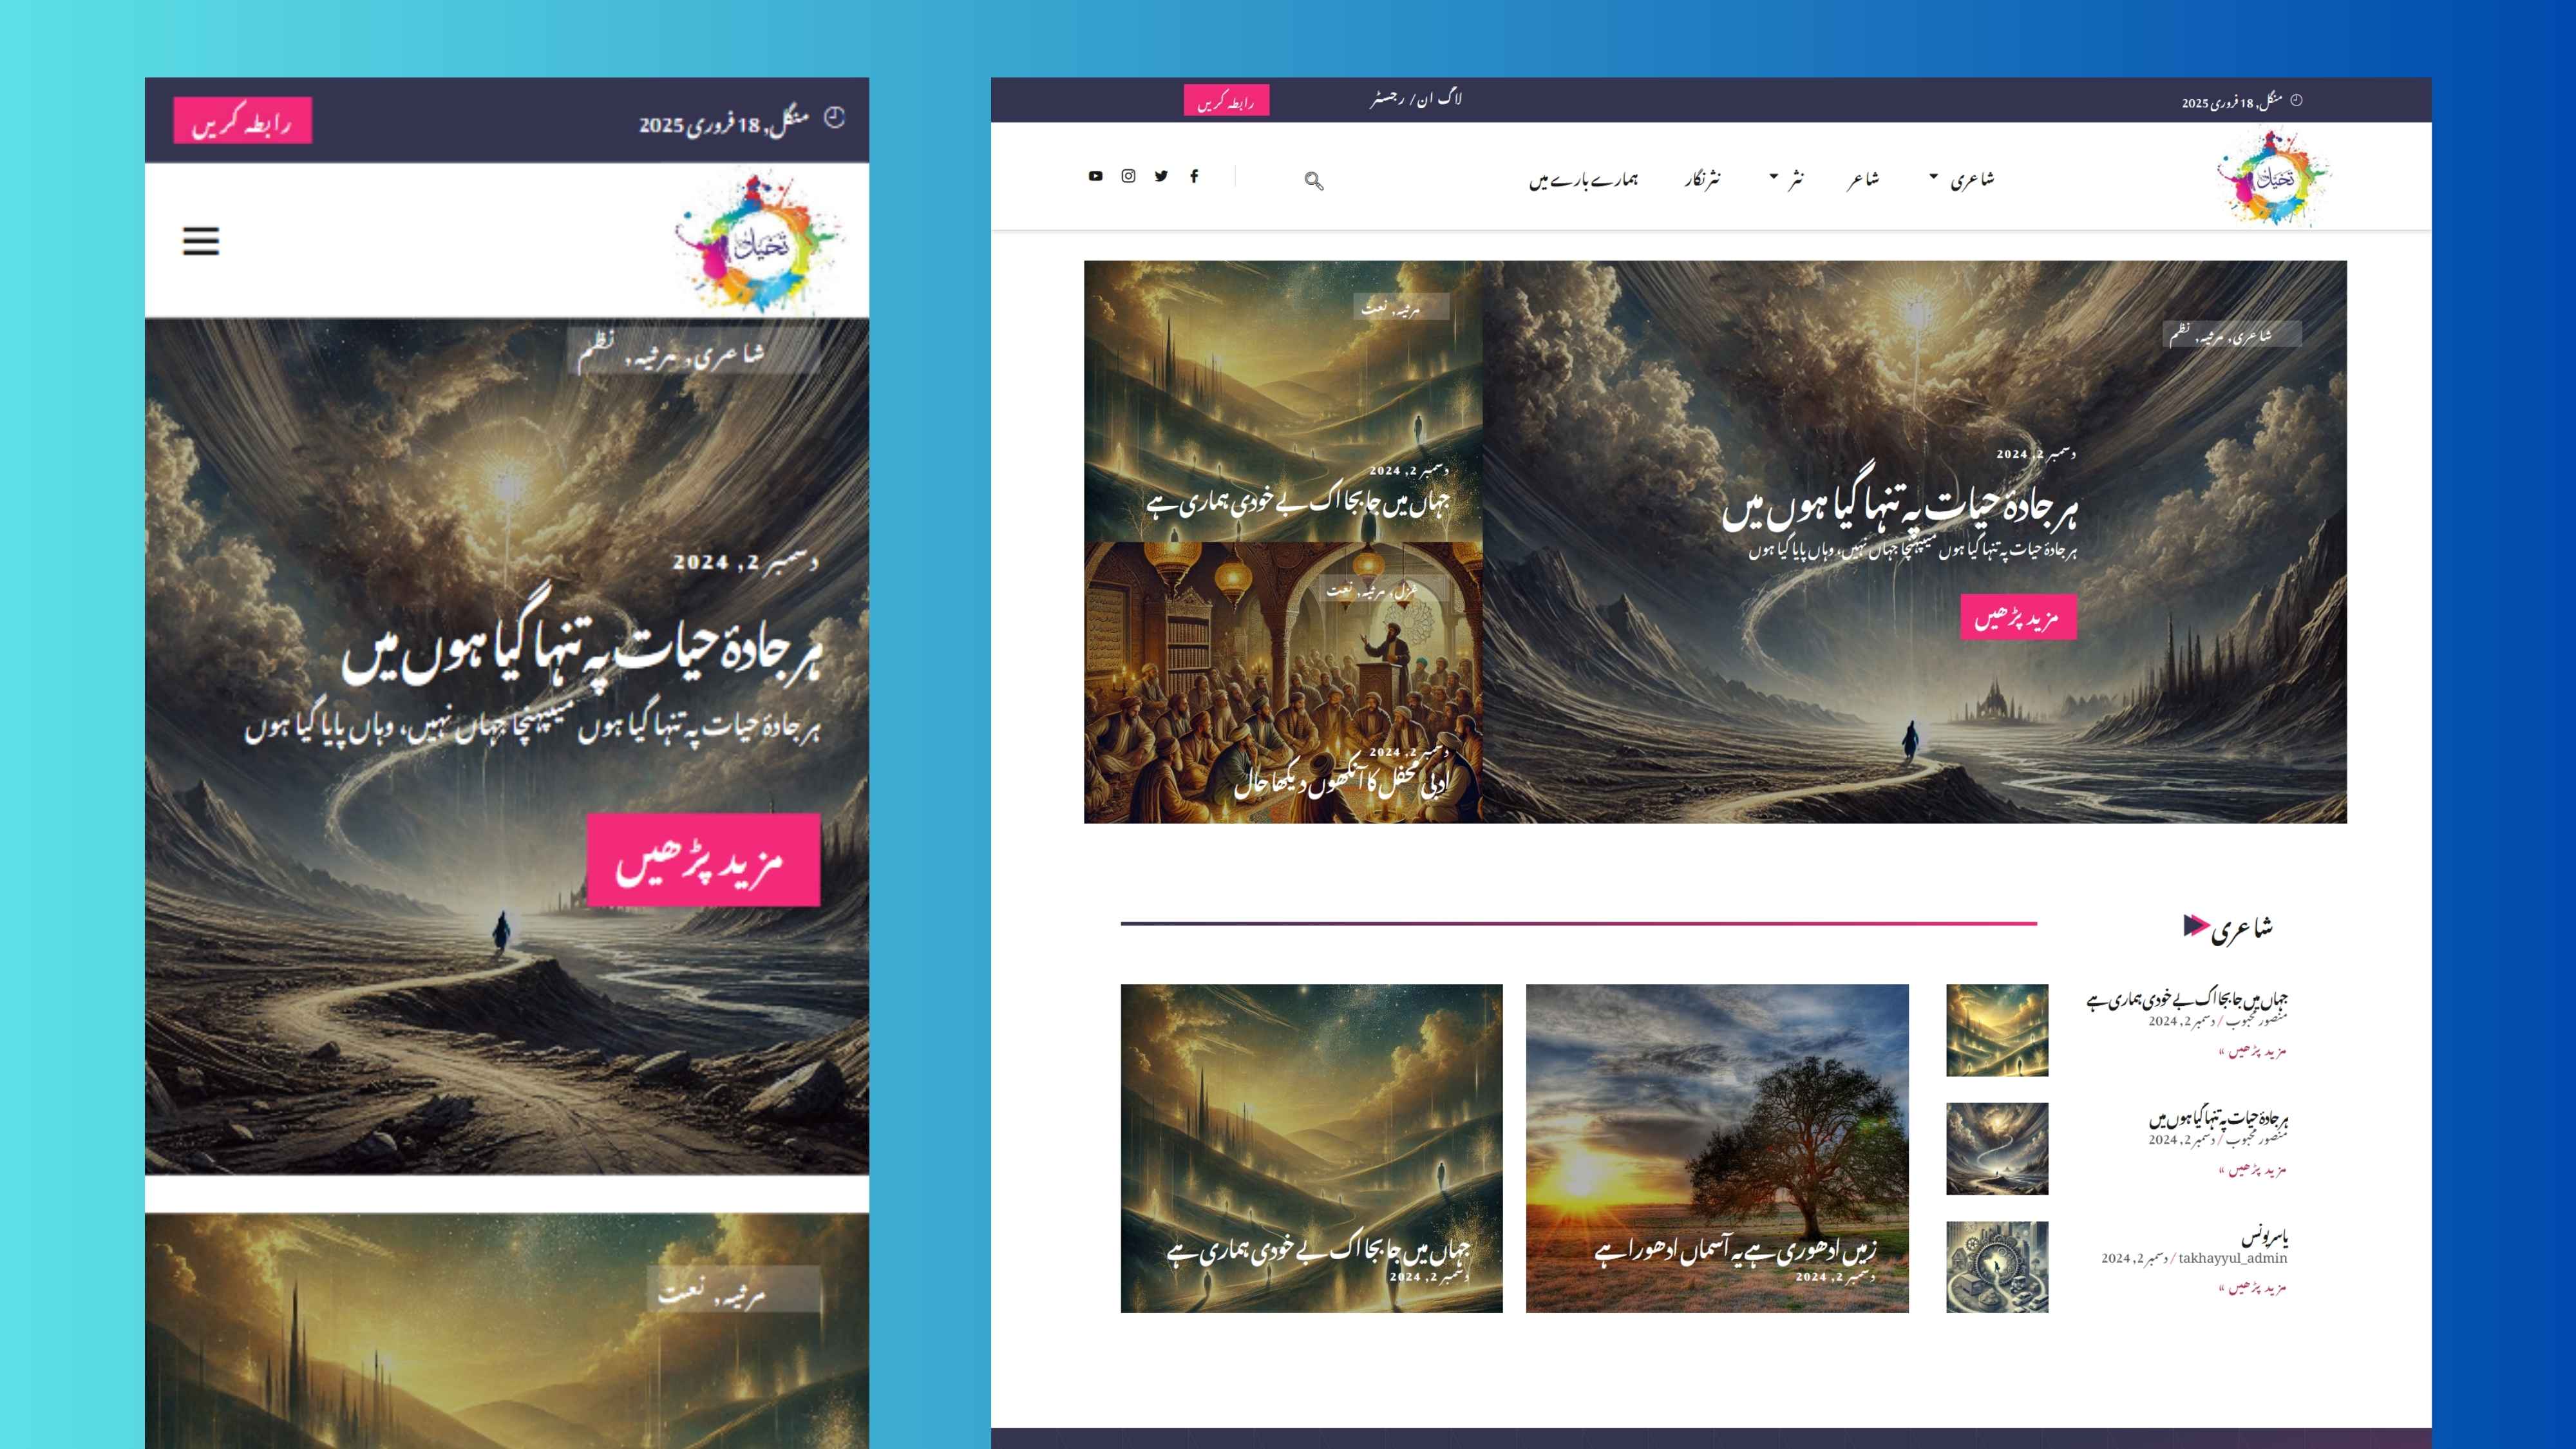 منگل, 18 فروری 2025
رابطہ کریں
تخیل
شاعری, مرثیہ, نظم
دسمبر 2, 2024
ہر جادۂ حیات پہ تنہا گیا ہوں میں
ہر جادۂ حیات پہ تنہا گیا ہوں میںپہنچا جہاں نہیں، وہاں پایا گیا ہوں
مزید پڑھیں
مرثیہ, نعت
منگل, 18 فروری 2025
لاگ ان/ رجسٹر
رابطہ کریں
تخیل
شاعری
شاعر
نثر
نثر نگار
ہمارے بارے میں
شاعری, مرثیہ, نظم
دسمبر 2, 2024
ہر جادۂ حیات پہ تنہا گیا ہوں میں
ہر جادۂ حیات پہ تنہا گیا ہوں میںپہنچا جہاں نہیں، وہاں پایا گیا ہوں
مزید پڑھیں
مرثیہ, نعت
دسمبر 2, 2024
جہاں میں جا بجا اک بے خودی ہماری ہے
غزل, مرثیہ, نعت
دسمبر 2, 2024
ادبی محفل کا آنکھوں دیکھا حال
شاعری
جہاں میں جا بجا اک بے خودی ہماری ہے
منصور محبوب / دسمبر 2, 2024
مزید پڑھیں »
ہر جادۂ حیات پہ تنہا گیا ہوں میں
منصور محبوب / دسمبر 2, 2024
مزید پڑھیں »
یاسر یونس
takhayyul_admin / دسمبر 2, 2024
مزید پڑھیں »
زمیں ادھوری ہے یہ آسماں ادھورا ہے
دسمبر 2, 2024
جہاں میں جا بجا اک بے خودی ہماری ہے
دسمبر 2, 2024